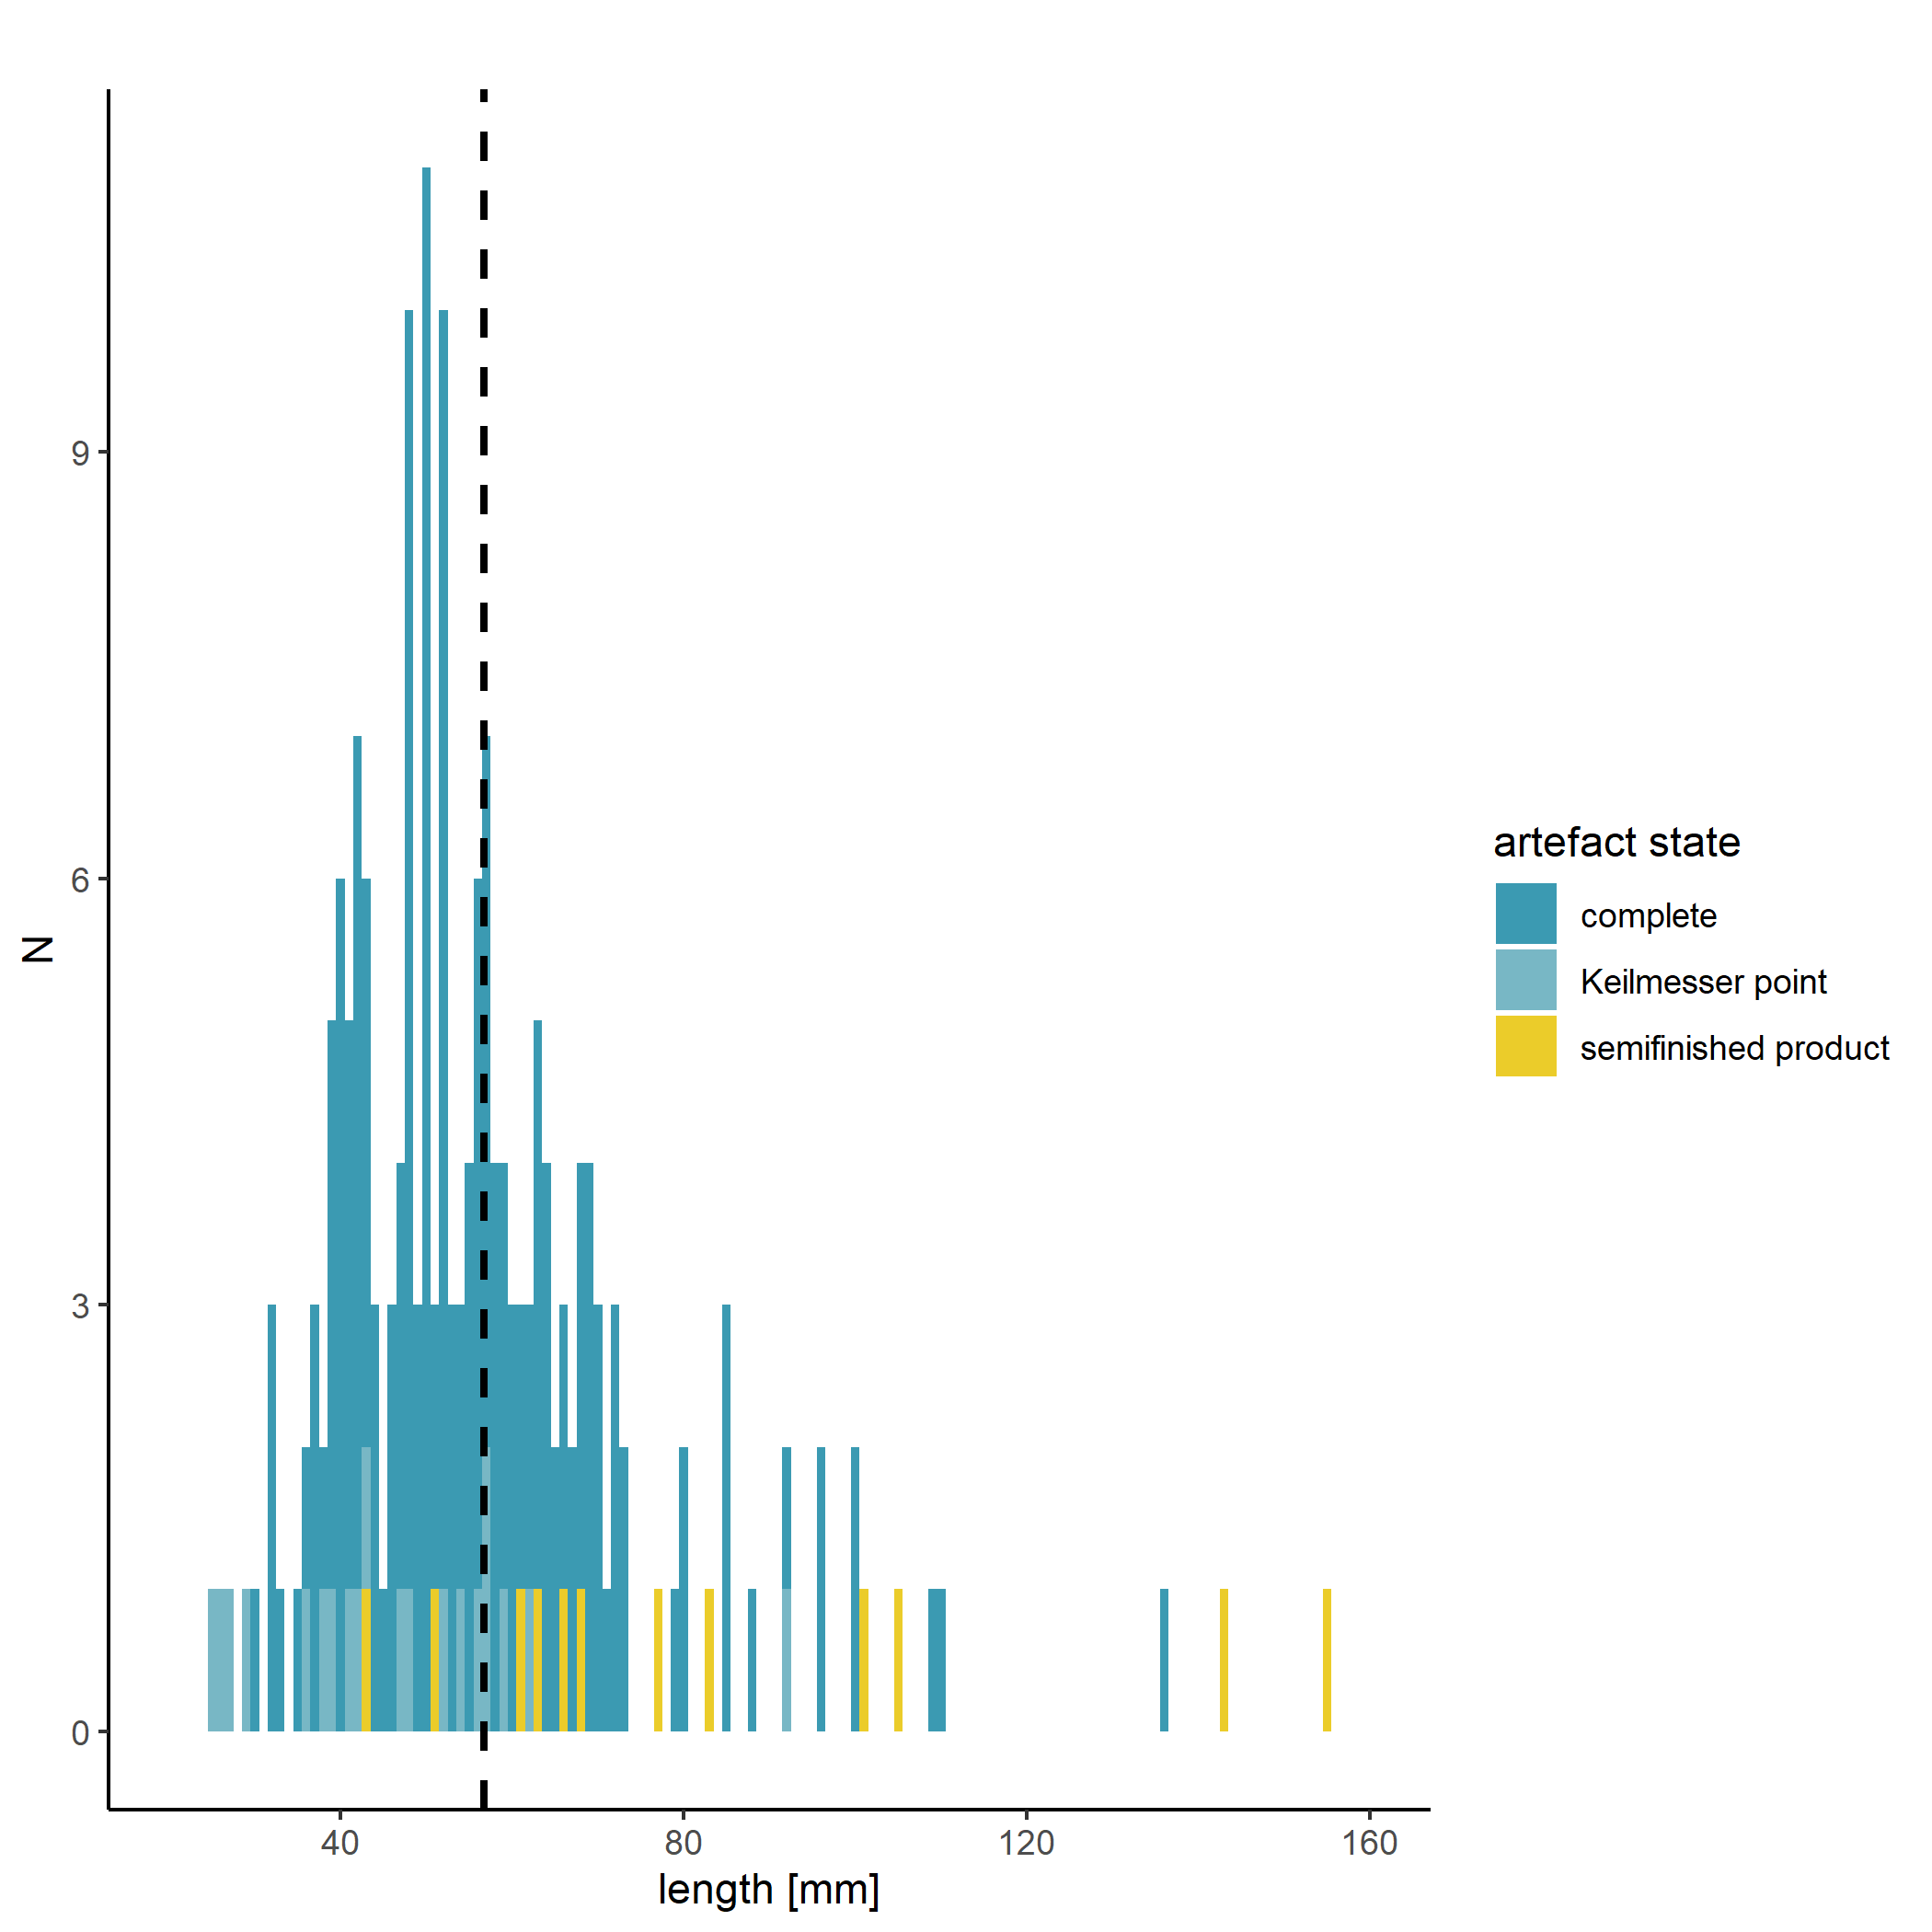 9
6
3
0
N
40 80 120 160
length [mm]
artefact state
complete
Keilmesser point
semifinished product